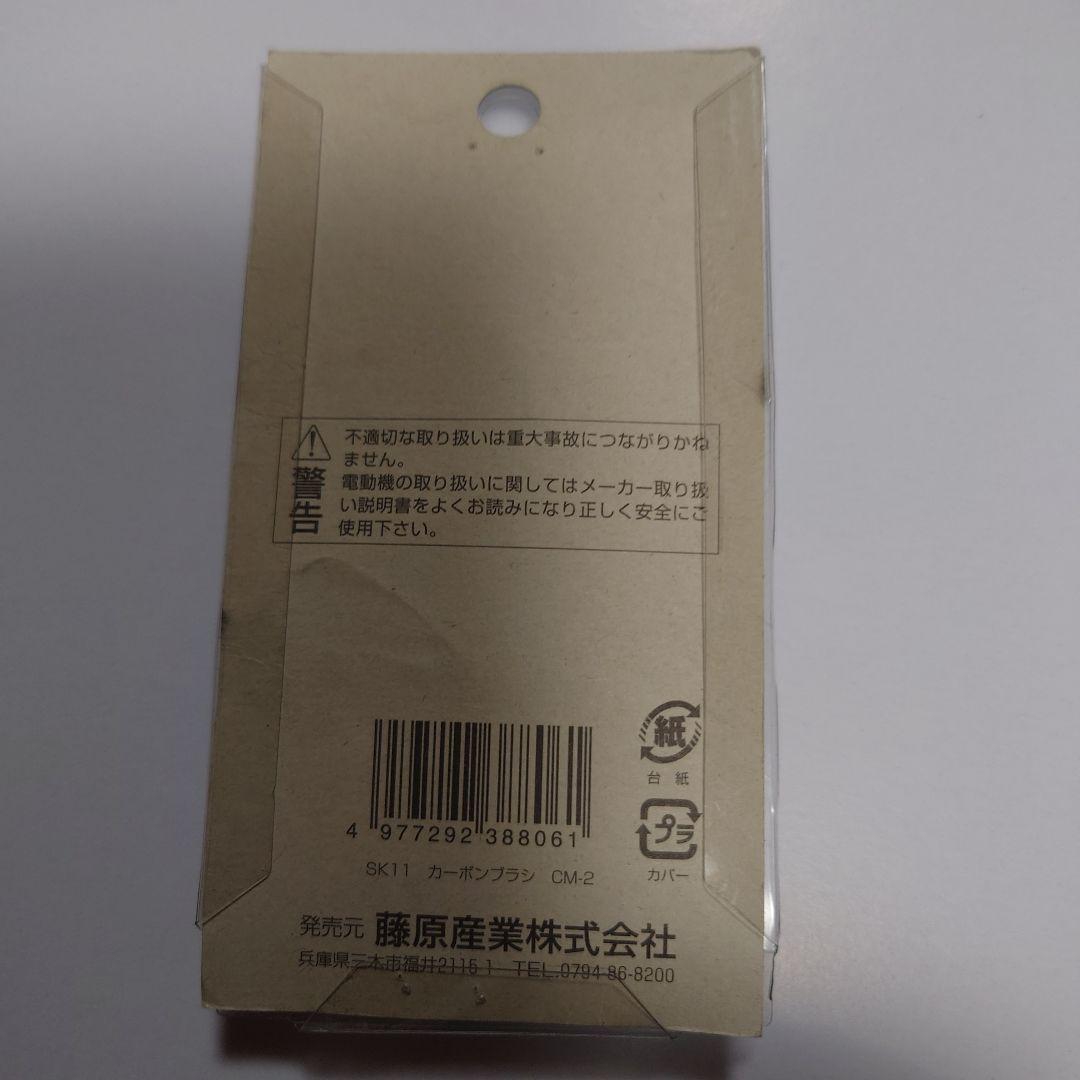 警告
不適切な取り扱いは重大事故につながりかね
ません。
電動機の取り扱いに関してはメーカー取り扱
い説明書をよくお読みになり正しく安全にご
使用下さい。
紙
台紙
プラ
カバー
4 977292 388061
SK11 カーボンブラシ CM-2
発売元 藤原産業株式会社
兵庫県三木市福井2115-1 TEL.0794-86-8200